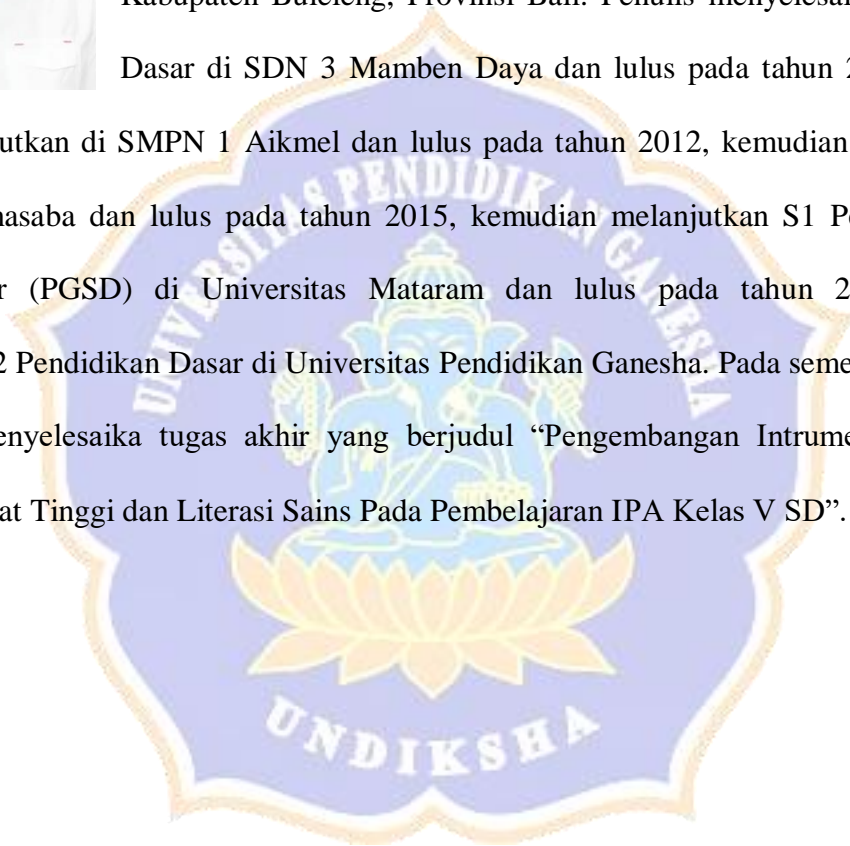 Kabupaten Buleleng, Provinsi Bali. Penulis menyelesai
Dasar di SDN 3 Mamben Daya dan lulus pada tahun 2
utkan di SMPN 1 Aikmel dan lulus pada tahun 2012, kemudian
nasaba dan lulus pada tahun 2015, kemudian melanjutkan S1 P
r (PGSD) di Universitas Mataram dan lulus pada tahun 2
2 Pendidikan Dasar di Universitas Pendidikan Ganesha. Pada seme
enyelesaika tugas akhir yang berjudul “Pengembangan Intrume
at Tinggi dan Literasi Sains Pada Pembelajaran IPA Kelas V SD”.
UNIVERSITAS PENDIDIKAN GANESHA
UNDIKSHA